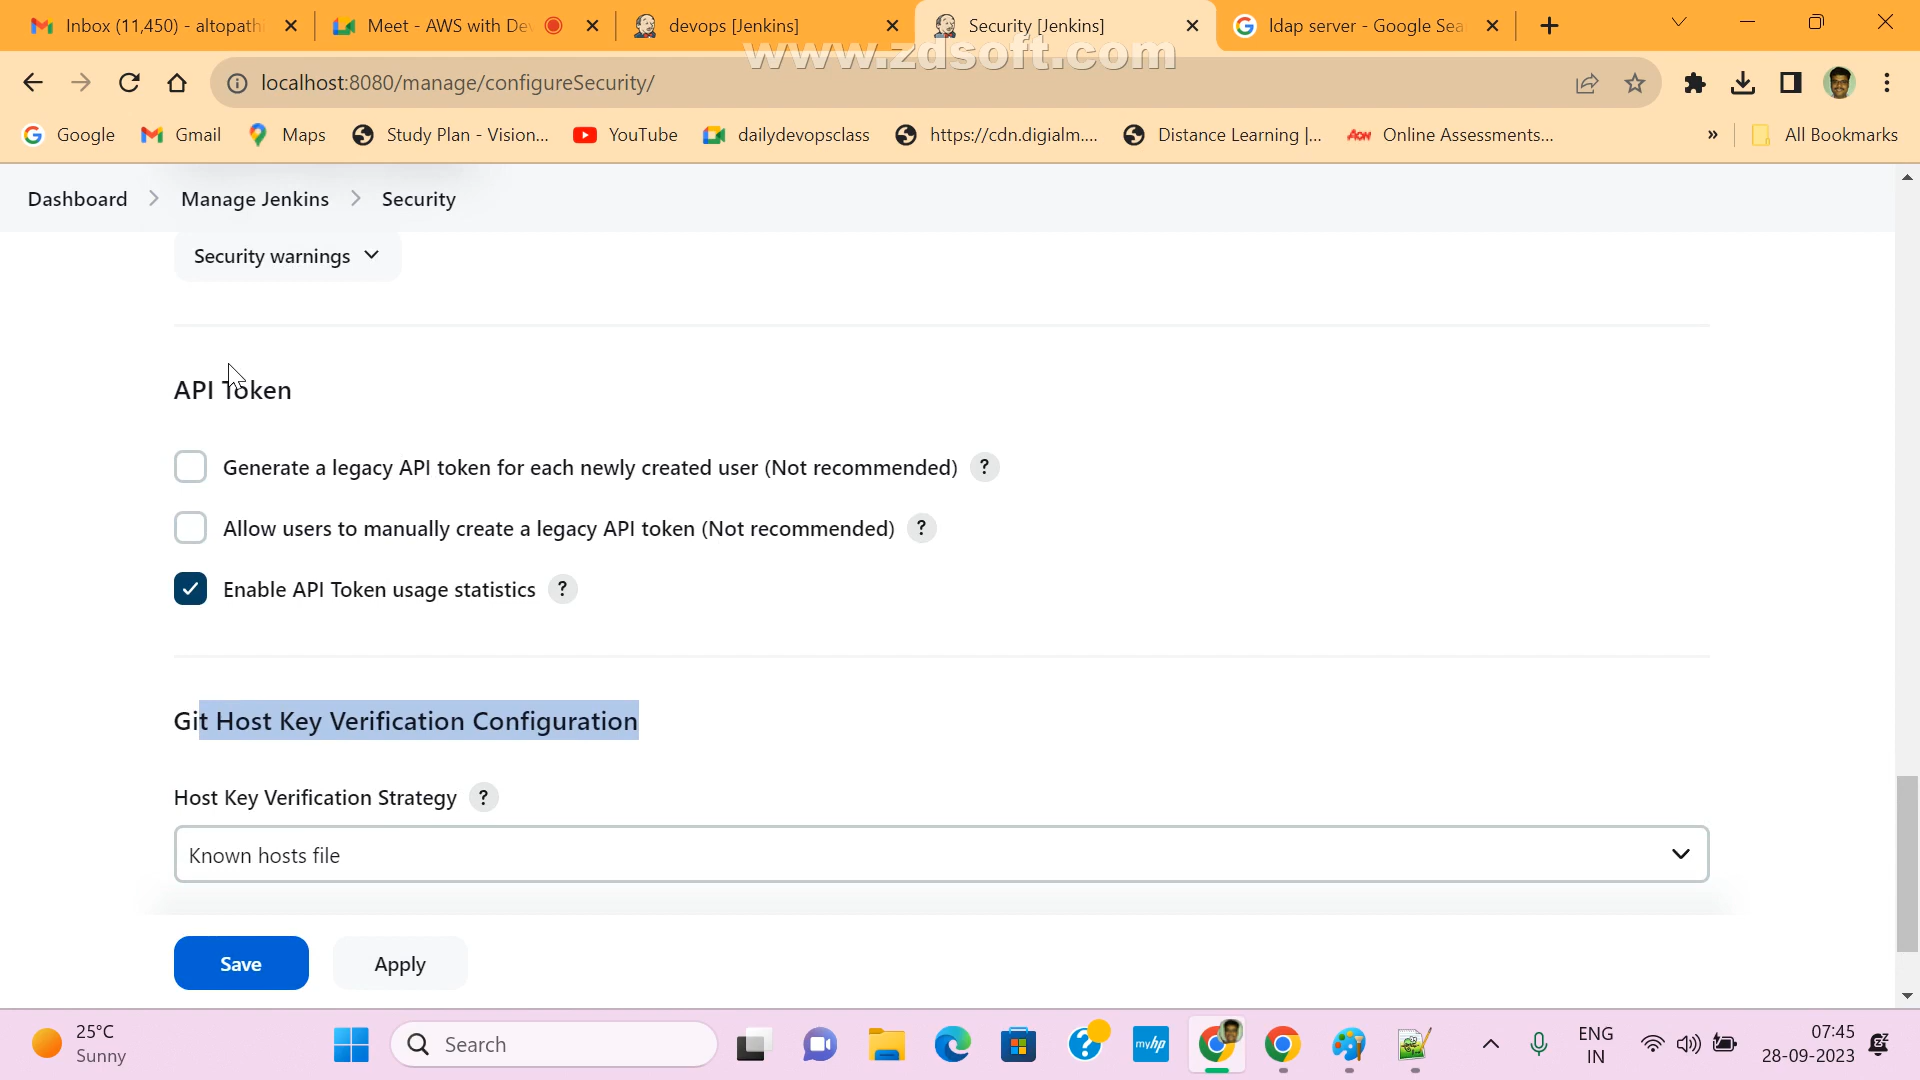 Inbox (11,450) - altopath
Meet - AWS with De
devops [Jenkins]
Security [Jenkins]
ldap server - Google Sea
www.zdsoft.com
localhost:8080/manage/configureSecurity/
Google
Gmail
Maps
Study Plan - Vision...
YouTube
dailydevopsclass
https://cdn.digialm....
Distance Learning |...
Aon
Online Assessments...
»
All Bookmarks
Dashboard
Manage Jenkins
Security
Security warnings
API Token
Generate a legacy API token for each newly created user (Not recommended) ?
Allow users to manually create a legacy API token (Not recommended) ?
Enable API Token usage statistics ?
Git Host Key Verification Configuration
Host Key Verification Strategy ?
Known hosts file
Save
Apply
25°C
Sunny
Search
myhp
ENG
IN
07:45
28-09-2023